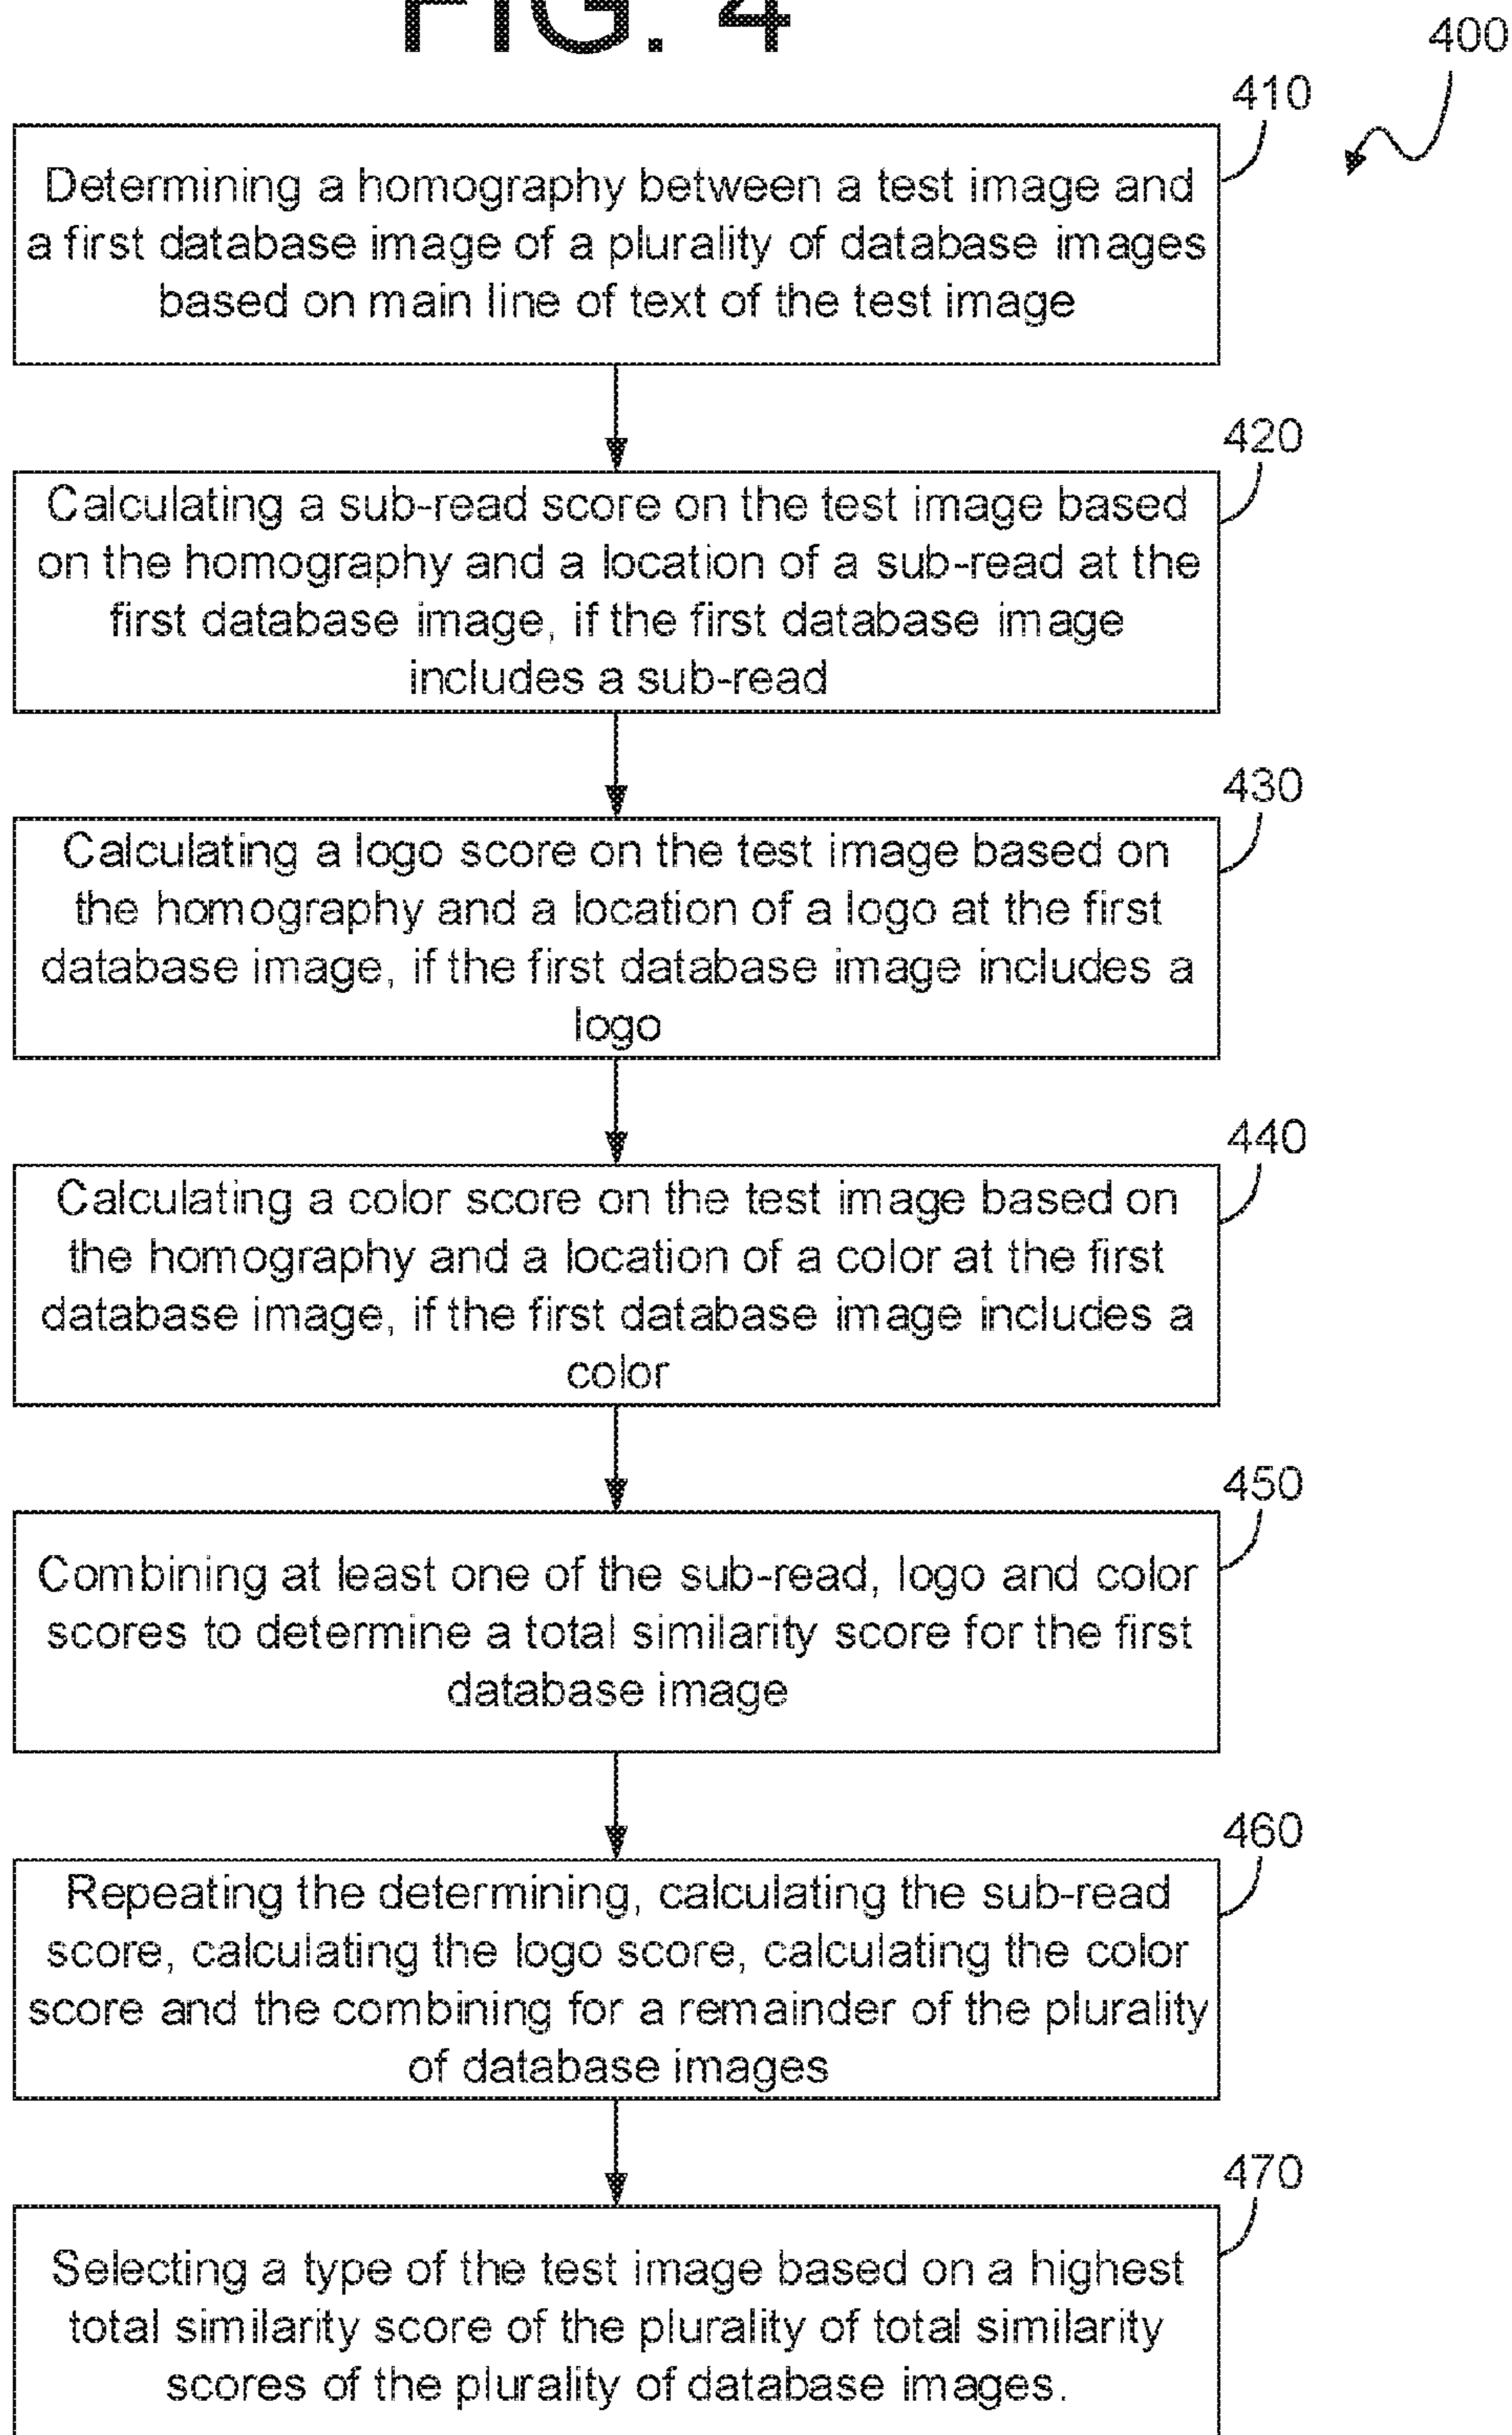 FIG. 4
400
410
Determining a homography between a test image and
a first database image of a plurality of database images
based on main line of text of the test image
420
Calculating a sub-read score on the test image based
on the homography and a location of a sub-read at the
first database image, if the first database image
includes a sub-read
430
Calculating a logo score on the test image based on
the homography and a location of a logo at the first
database image, if the first database image includes a
logo
440
Calculating a color score on the test image based on
the homography and a location of a color at the first
database image, if the first database image includes a
color
450
Combining at least one of the sub-read, logo and color
scores to determine a total similarity score for the first
database image
460
Repeating the determining, calculating the sub-read
score, calculating the logo score, calculating the color
score and the combining for a remainder of the plurality
of database images
470
Selecting a type of the test image based on a highest
total similarity score of the plurality of total similarity
scores of the plurality of database images.